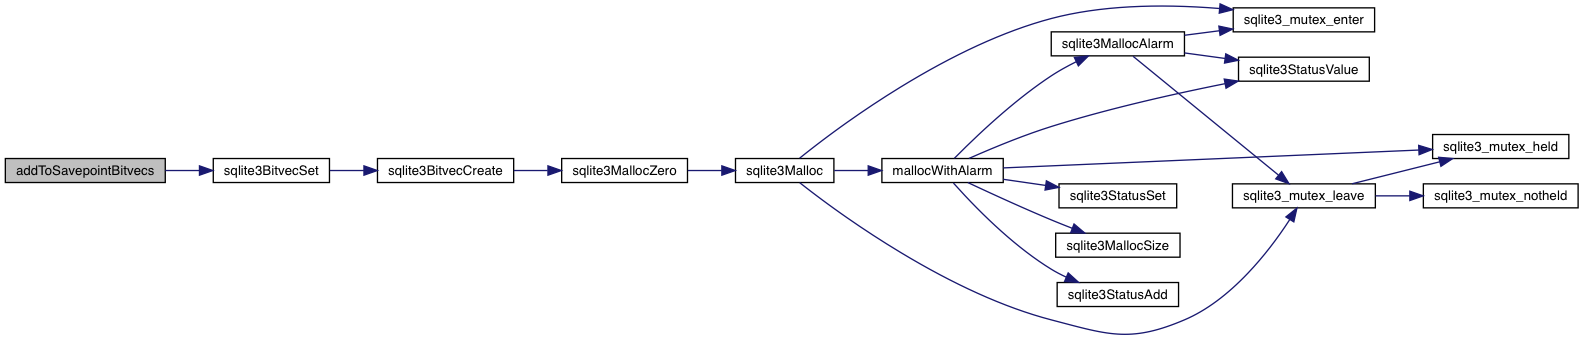 addToSavepointBitvecs
sqlite3BitvecSet
sqlite3BitvecCreate
sqlite3MallocZero
sqlite3Malloc
mallocWithAlarm
sqlite3MallocAlarm
sqlite3StatusSet
sqlite3MallocSize
sqlite3StatusAdd
sqlite3_mutex_enter
sqlite3StatusValue
sqlite3_mutex_leave
sqlite3_mutex_held
sqlite3_mutex_notheld